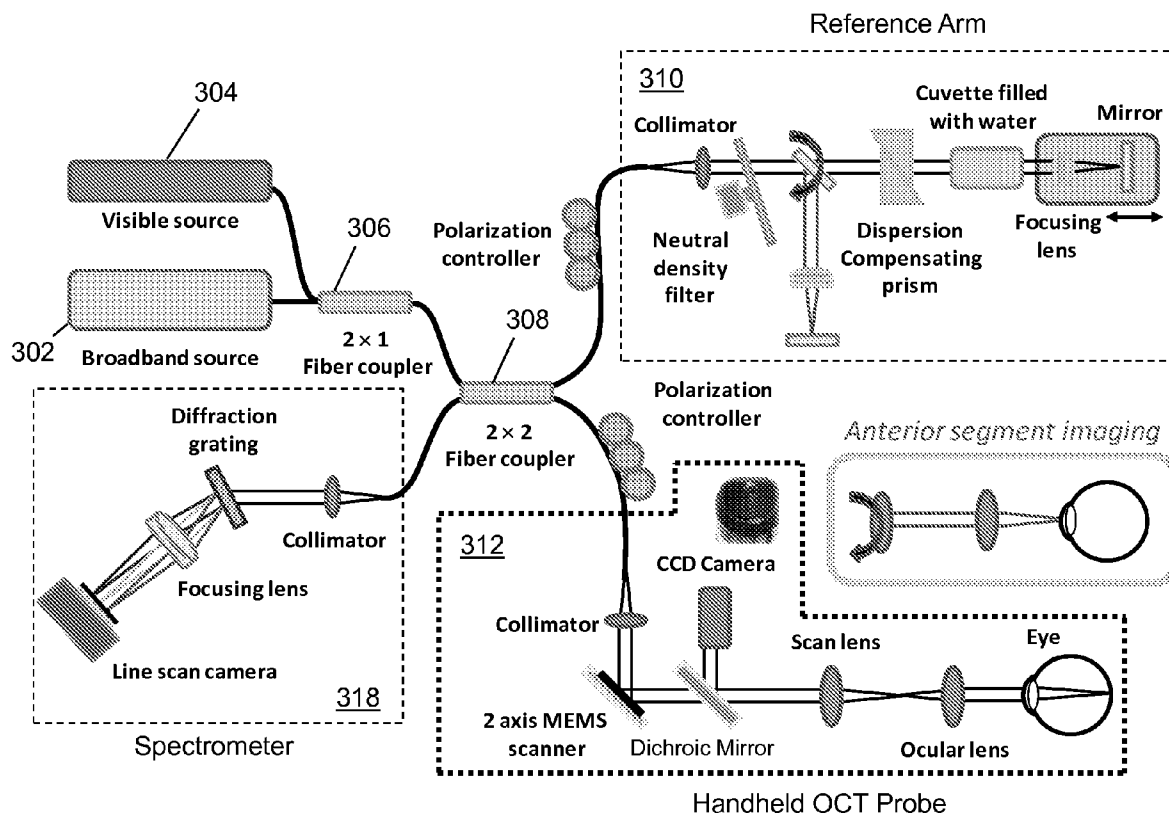 Reference Arm
310
304
Collimator
Cuvette filled
with water
Mirror
Visible source
306
Polarization
controller
Neutral
density
filter
Dispersion
Compensating
prism
Focusing
lens
302
Broadband source
2 × 1
Fiber coupler
308
2 × 2
Fiber coupler
Polarization
controller
Diffraction
grating
Collimator
Focusing lens
Line scan camera
318
Spectrometer
Anterior segment imaging
312
CCD Camera
Collimator
Scan lens
Eye
2 axis MEMS
scanner
Dichroic Mirror
Ocular lens
Handheld OCT Probe